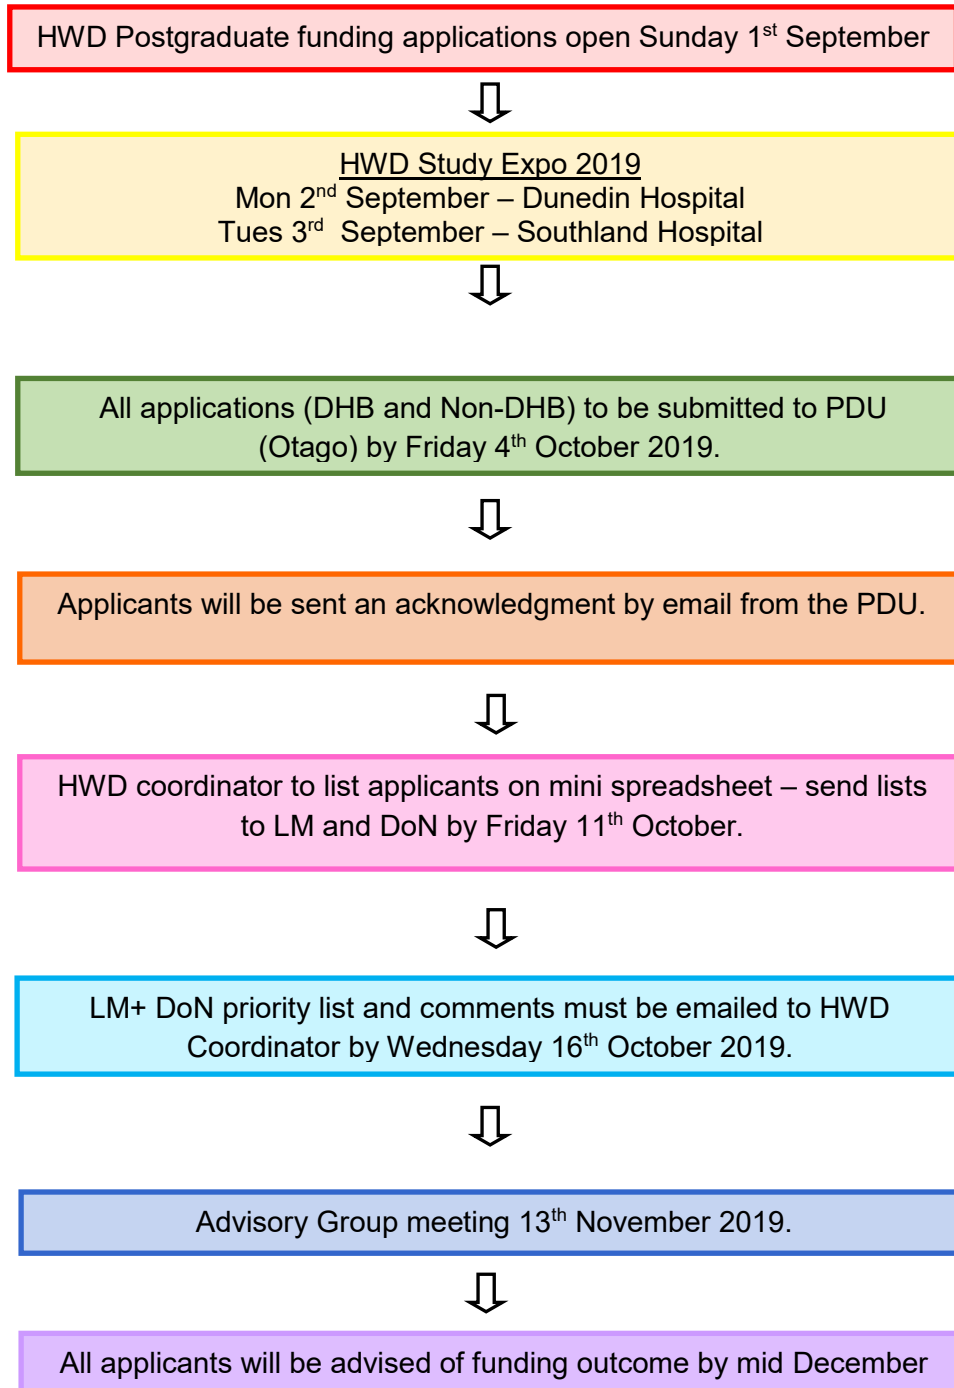 HWD Postgraduate funding applications open Sunday 1st September
HWD Study Expo 2019
Mon 2nd September – Dunedin Hospital
Tues 3rd  September – Southland Hospital
All applications (DHB and Non-DHB) to be submitted to PDU
(Otago) by Friday 4th October 2019.
Applicants will be sent an acknowledgment by email from the PDU.
HWD coordinator to list applicants on mini spreadsheet – send lists
to LM and DoN by Friday 11th October.
LM+ DoN priority list and comments must be emailed to HWD
Coordinator by Wednesday 16th October 2019.
Advisory Group meeting 13th November 2019.
All applicants will be advised of funding outcome by mid December